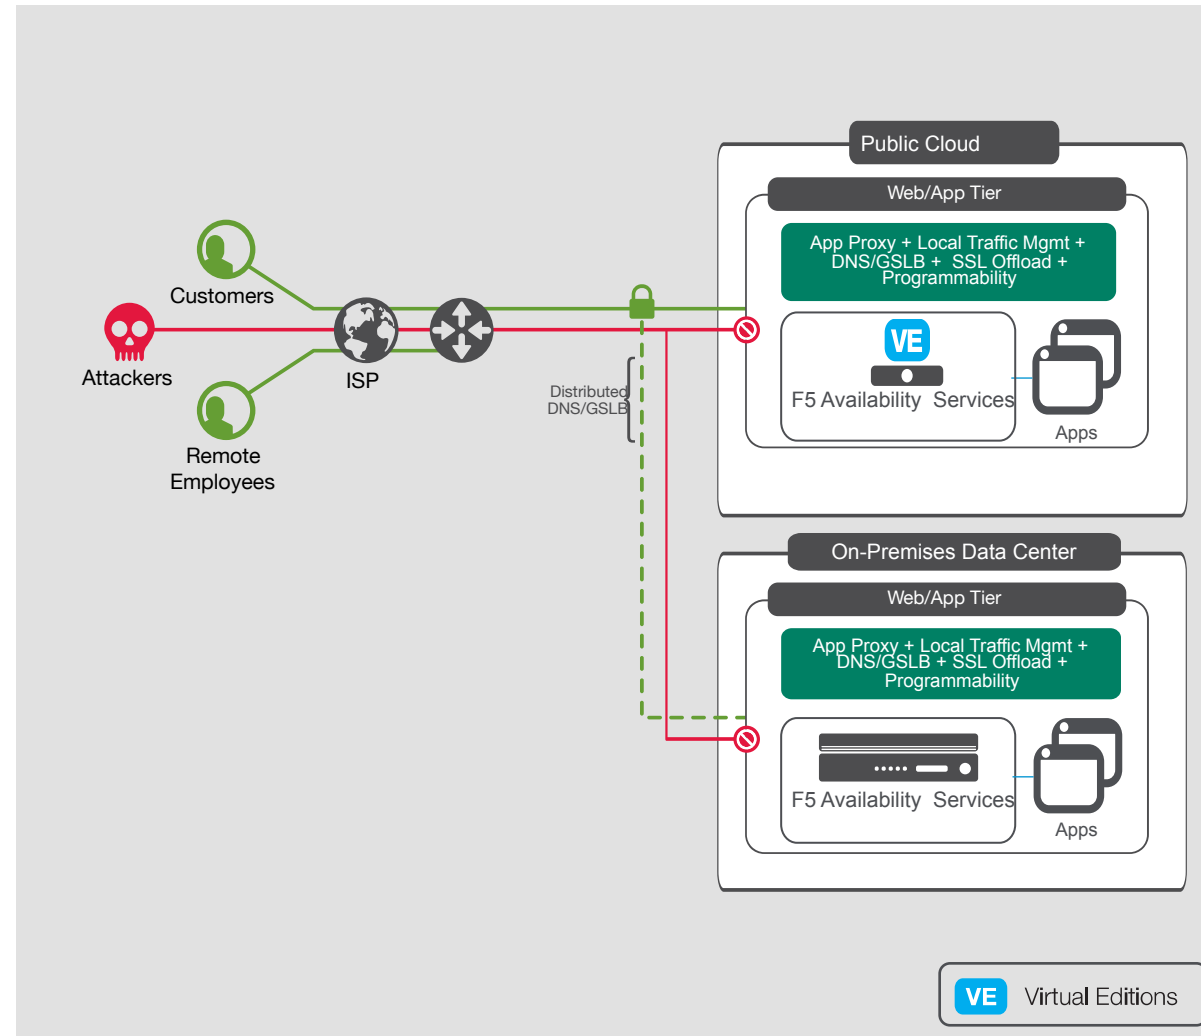 Public Cloud
Web/App Tier
App Proxy + Local Traffic Mgmt +
DNS/GSLB + SSL Offload +
Programmability
Customers
Attackers
ISP
Remote
Employees
Distributed
DNS/GSLB
VE
F5 Availability Services
Apps
On-Premises Data Center
Web/App Tier
App Proxy + Local Traffic Mgmt +
DNS/GSLB + SSL Offload +
Programmability
F5 Availability Services
Apps
VE Virtual Editions